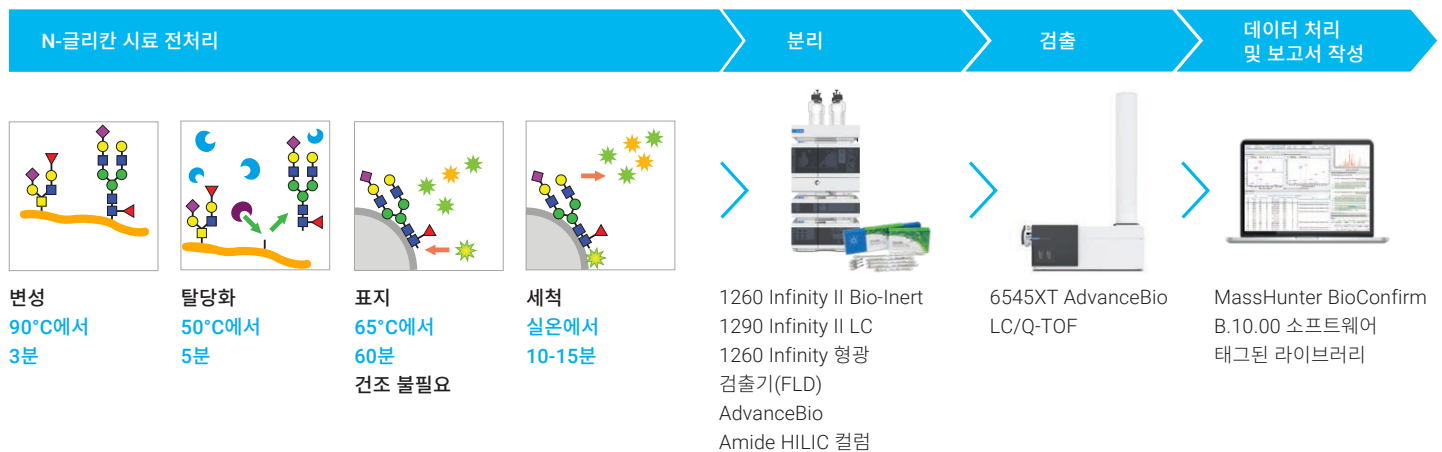 N-글리칸 시료 전처리
분리
검출
데이터 처리
및 보고서 작성
변성
90°C에서
3분
탈당화
50°C에서
5분
표지
65°C에서
60분
건조 불필요
세척
실온에서
10-15분
1260 Infinity II Bio-Inert
1290 Infinity II LC
1260 Infinity 형광
검출기(FLD)
AdvanceBio
Amide HILIC 컬럼
6545XT AdvanceBio
LC/Q-TOF
MassHunter BioConfirm
B.10.00 소프트웨어
태그된 라이브러리